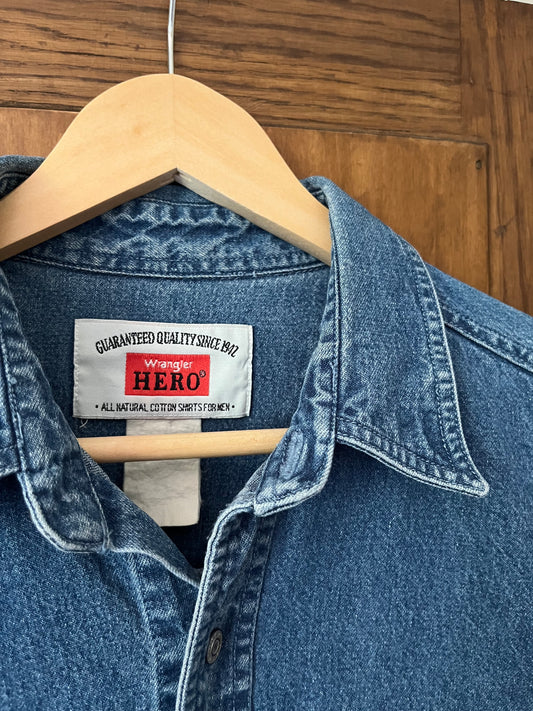 GUARANTEED QUALITY SINCE 1947
Wrangler
HERO®
• ALL NATURAL COTTON SHIRTS FOR MEN •